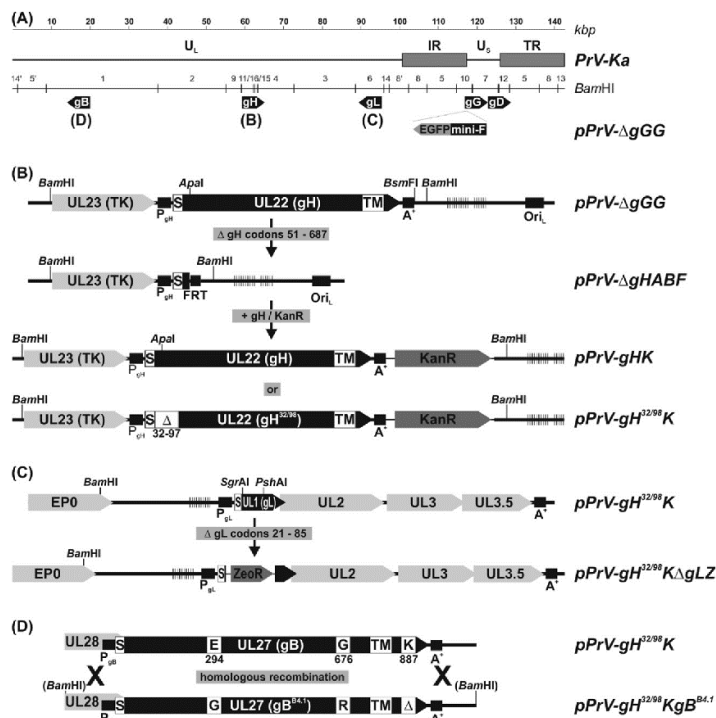 (A) 0 10 20 30 40 50 60 70 80 90 100 110 120 130 140 kbp
UL IR US TR PrV-Ka
14' 5' 1 2 9 11/16 16/15 4 3 6 14 8' 8 5 10 7 12 5 8 13 BamHI
gB gH gL gG gD
(D) (B) (C) EGFP mini-F pPrV-ΔgGG
(B) BamHI ApaI BsmFI BamHI
UL23 (TK) S UL22 (gH) TM pPrV-ΔgGG
PgH A+ OriL
Δ gH codons 51 - 687
BamHI BamHI
UL23 (TK) S pPrV-ΔgHABF
PgH FRT OriL
+ gH / KanR
BamHI ApaI BamHI
UL23 (TK) S UL22 (gH) TM KanR pPrV-gHK
PgH A+
or
BamHI BamHI
UL23 (TK) S Δ UL22 (gH32/98) TM KanR pPrV-gH32/98K
PgH 32-97 A+
(C) BamHI SgrAI PshAI
EP0 S UL1 (gL) UL2 UL3 UL3.5 pPrV-gH32/98K
PgL A+
Δ gL codons 21 - 85
BamHI
EP0 S ZeoR UL2 UL3 UL3.5 pPrV-gH32/98KΔgLZ
PgL A+
(D)
UL28 S E UL27 (gB) G TM K pPrV-gH32/98K
PgB 294 676 887 A+
X homologous recombination X
(BamHI) (BamHI)
UL28 S G UL27 (gBB4.1) R TM Δ pPrV-gH32/98KgBB4.1
P A+